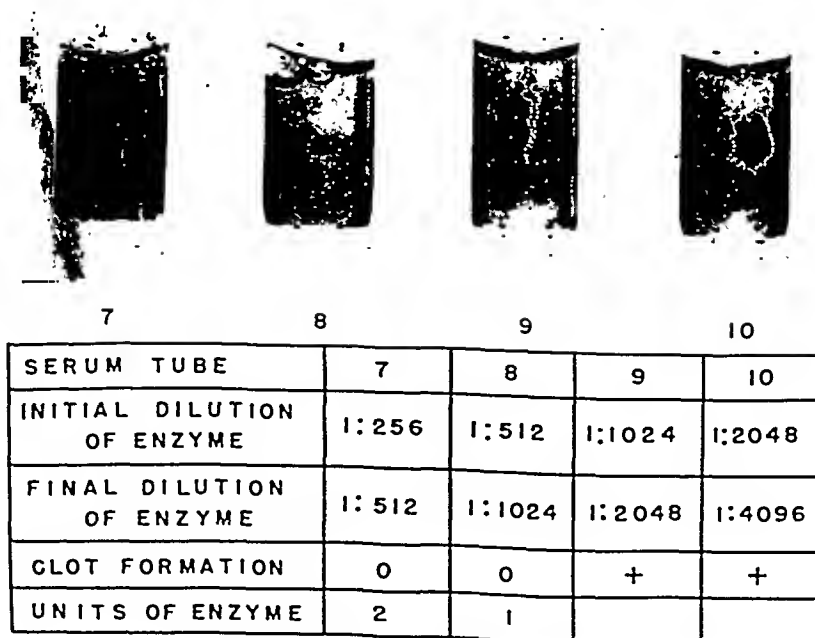 7 8 9 10
SERUM TUBE 7 8 9 10
INITIAL DILUTION OF ENZYME 1:256 1:512 1:1024 1:2048
FINAL DILUTION OF ENZYME 1:512 1:1024 1:2048 1:4096
CLOT FORMATION 0 0 + +
UNITS OF ENZYME 2 1